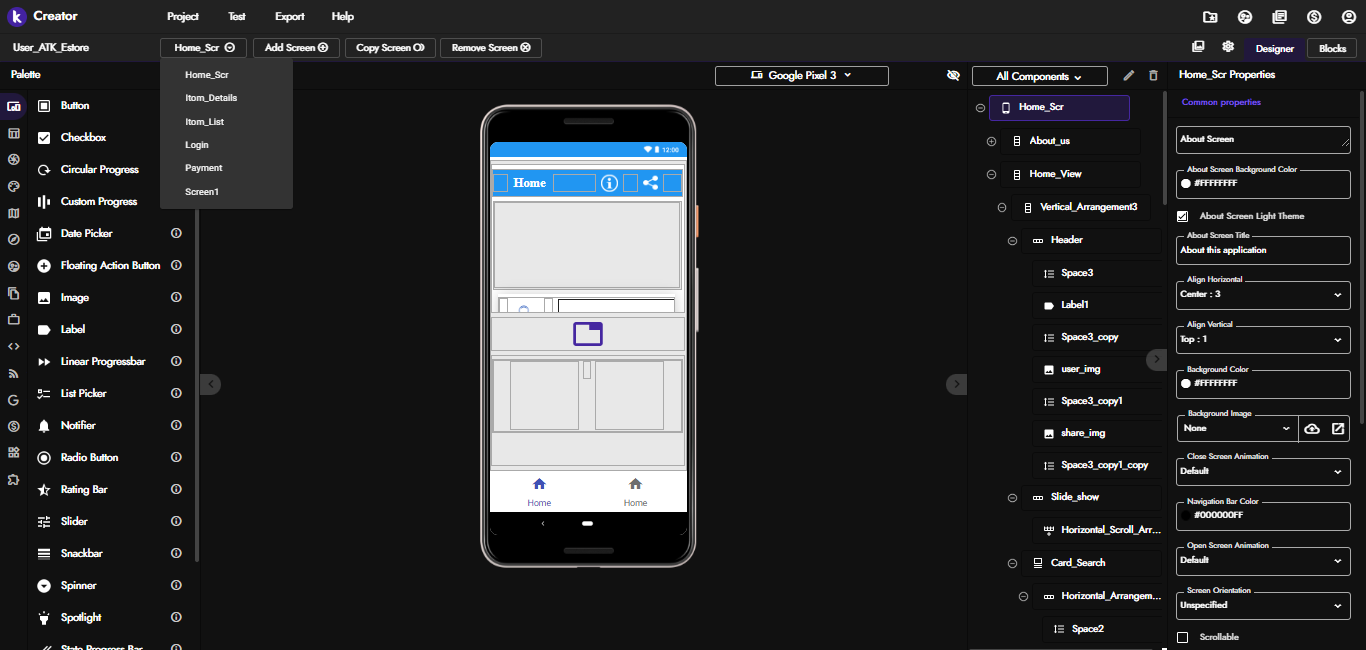 Creator
Project
Test
Export
Help
User_ATK_Estore
Home_Scr
Add Screen
Copy Screen
Remove Screen
Designer
Blocks
Home_Scr
Item_Details
Item_List
Login
Payment
Screen1
Palette
Button
Checkbox
Circular Progress
Custom Progress
Date Picker
Floating Action Button
Image
Label
Linear Progressbar
List Picker
Notifier
Radio Button
Rating Bar
Slider
Snackbar
Spinner
Spotlight
State Progress Bar
Google Pixel 3
12:00
Home
Home
Home
All Components
Home_Scr
About_us
Home_View
Vertical_Arrangement3
Header
Space3
Label1
Space3_copy
user_img
Space3_copy1
share_img
Space3_copy1_copy
Slide_show
Horizontal_Scroll_Arr...
Card_Search
Horizontal_Arrangem...
Space2
Home_Scr Properties
Common properties
About Screen
About Screen Background Color
#FFFFFFFF
About Screen Light Theme
About Screen Title
About this application
Align Horizontal
Center : 3
Align Vertical
Top : 1
Background Color
#FFFFFFFF
Background Image
None
Close Screen Animation
Default
Navigation Bar Color
#000000FF
Open Screen Animation
Default
Screen Orientation
Unspecified
Scrollable